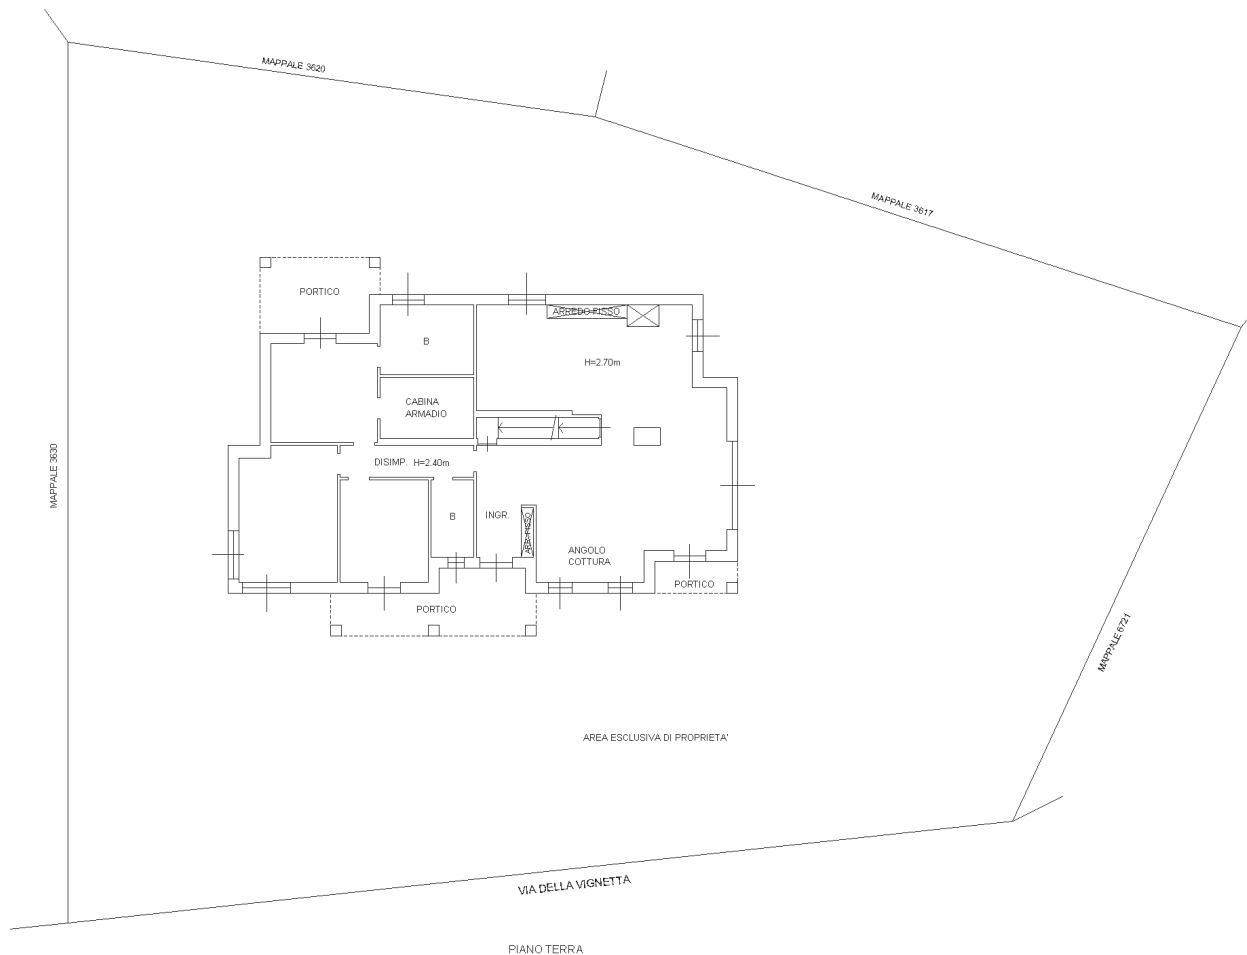 MAPPALE 3620
MAPPALE 3617
PORTICO
ARREDO FISSO
B
H=2.70m
CABINA
ARMADIO
DISIMP. H=2.40m
MAPPALE 3630
B
INGR.
ANGOLO
COTTURA
PORTICO
PORTICO
MAPPALE 6721
AREA ESCLUSIVA DI PROPRIETA'
VIA DELLA VIGNETTA
PIANO TERRA